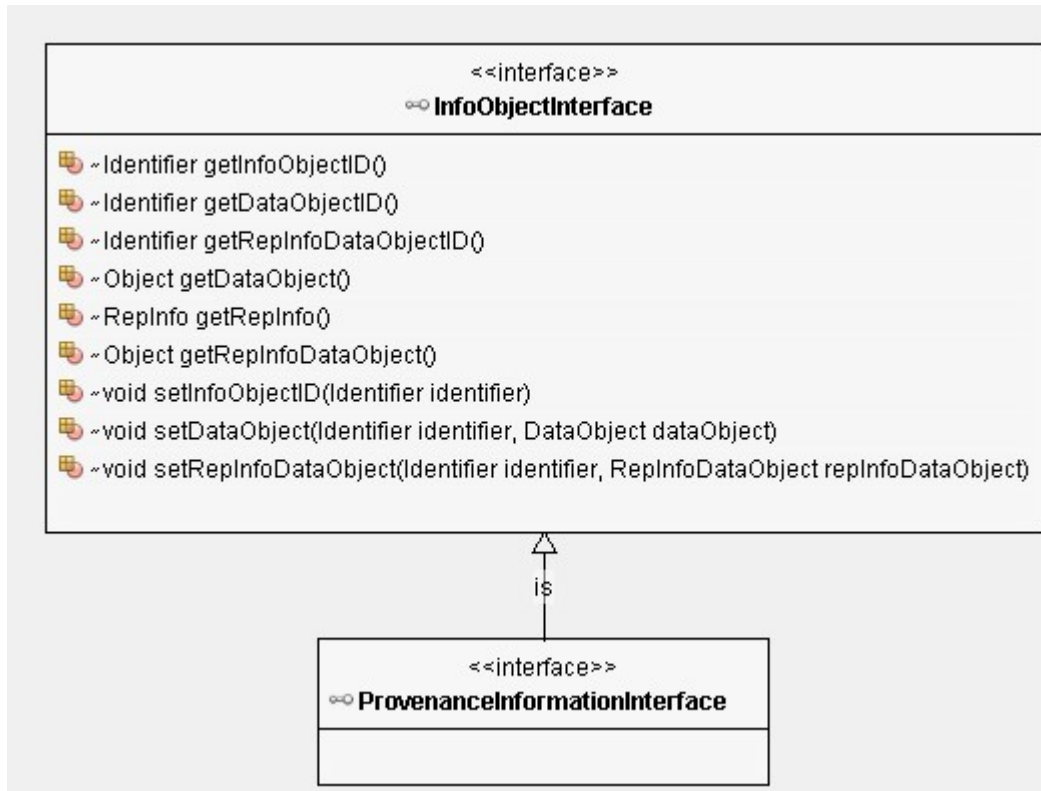 <<interface>>
InfoObjectInterface
~Identifier getInfoObjectID()
~Identifier getDataObjectID()
~Identifier getRepInfoDataObjectID()
~Object getDataObject()
~RepInfo getRepInfo()
~Object getRepInfoDataObject()
~void setInfoObjectID(Identifier identifier)
~void setDataObject(Identifier identifier, DataObject dataObject)
~void setRepInfoDataObject(Identifier identifier, RepInfoDataObject repInfoDataObject)
is
<<interface>>
ProvenanceInformationInterface